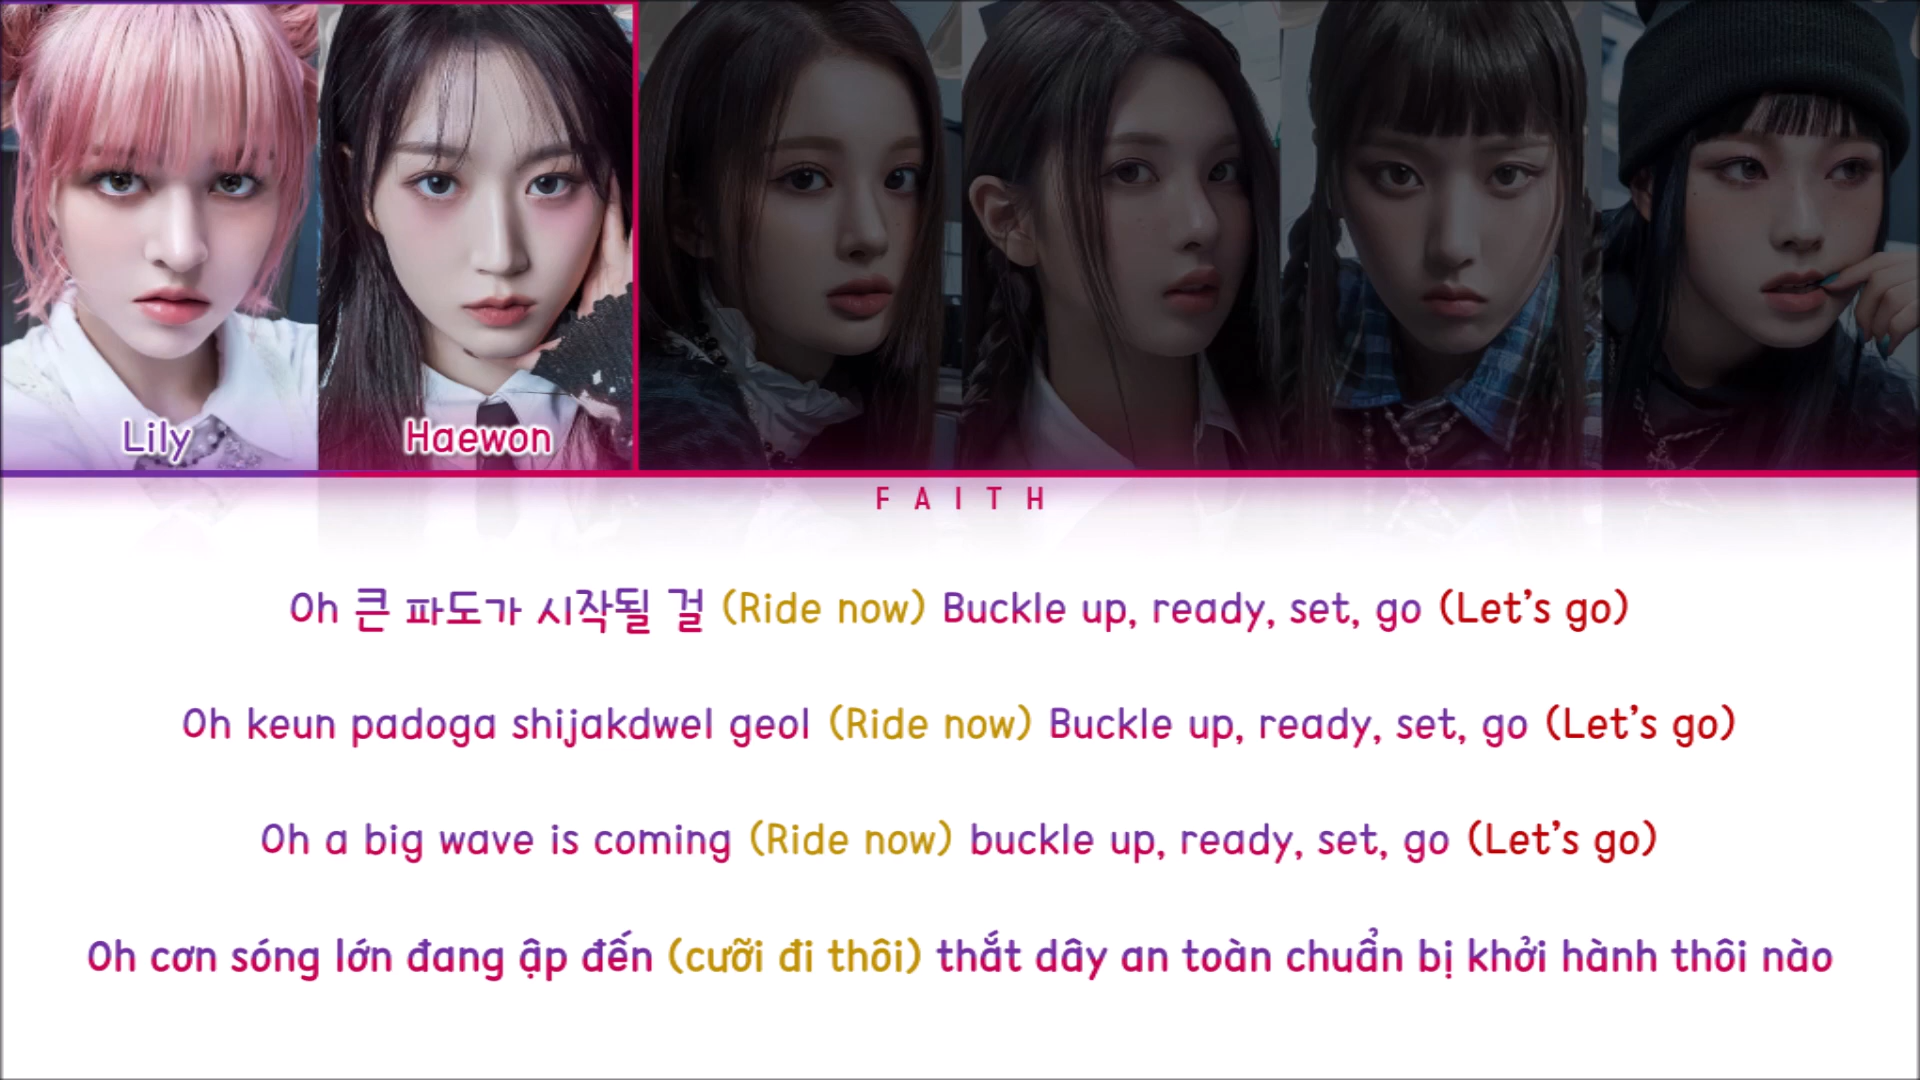 Lily
Haewon
FAITH
Oh 큰 파도가 시작될 걸 (Ride now) Buckle up, ready, set, go (Let’s go)
Oh keun padoga shijakdwel geol (Ride now) Buckle up, ready, set, go (Let’s go)
Oh a big wave is coming (Ride now) buckle up, ready, set, go (Let’s go)
Oh cơn sóng lớn đang ập đến (cưỡi đi thôi) thắt dây an toàn chuẩn bị khởi hành thôi nào